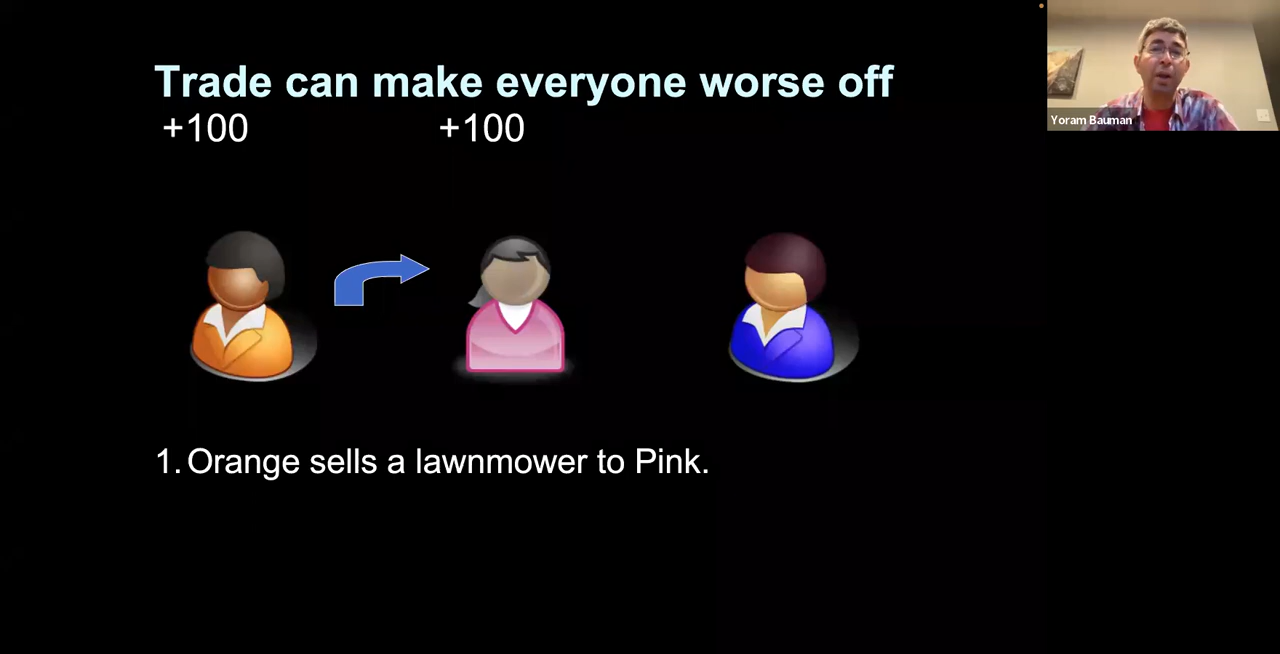 Trade can make everyone worse off
+100 +100
Yoram Bauman
1. Orange sells a lawnmower to Pink.